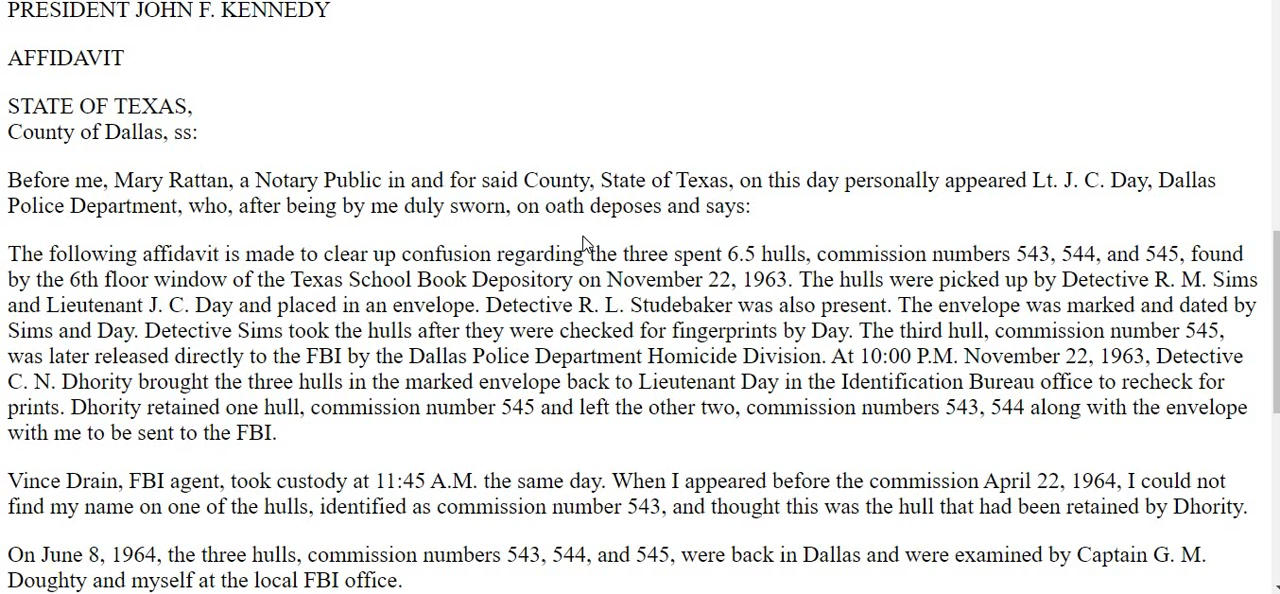 PRESIDENT JOHN F. KENNEDY
AFFIDAVIT
STATE OF TEXAS,
County of Dallas, ss:
Before me, Mary Rattan, a Notary Public in and for said County, State of Texas, on this day personally appeared Lt. J. C. Day, Dallas
Police Department, who, after being by me duly sworn, on oath deposes and says:
The following affidavit is made to clear up confusion regarding the three spent 6.5 hulls, commission numbers 543, 544, and 545, found
by the 6th floor window of the Texas School Book Depository on November 22, 1963. The hulls were picked up by Detective R. M. Sims
and Lieutenant J. C. Day and placed in an envelope. Detective R. L. Studebaker was also present. The envelope was marked and dated by
Sims and Day. Detective Sims took the hulls after they were checked for fingerprints by Day. The third hull, commission number 545,
was later released directly to the FBI by the Dallas Police Department Homicide Division. At 10:00 P.M. November 22, 1963, Detective
C. N. Dhority brought the three hulls in the marked envelope back to Lieutenant Day in the Identification Bureau office to recheck for
prints. Dhority retained one hull, commission number 545 and left the other two, commission numbers 543, 544 along with the envelope
with me to be sent to the FBI.
Vince Drain, FBI agent, took custody at 11:45 A.M. the same day. When I appeared before the commission April 22, 1964, I could not
find my name on one of the hulls, identified as commission number 543, and thought this was the hull that had been retained by Dhority.
On June 8, 1964, the three hulls, commission numbers 543, 544, and 545, were back in Dallas and were examined by Captain G. M.
Doughty and myself at the local FBI office.